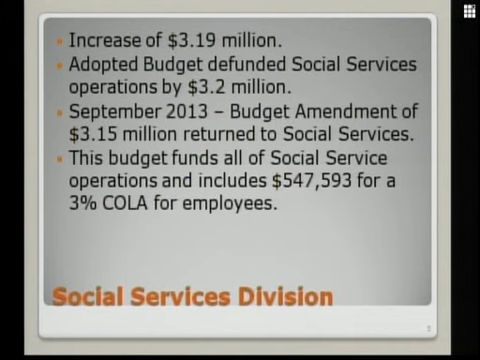 Increase of $3.19 million.
Adopted Budget defunded Social Services
operations by $3.2 million.
September 2013 – Budget Amendment of
$3.15 million returned to Social Services.
This budget funds all of Social Service
operations and includes $547,593 for a
3% COLA for employees.
Social Services Division